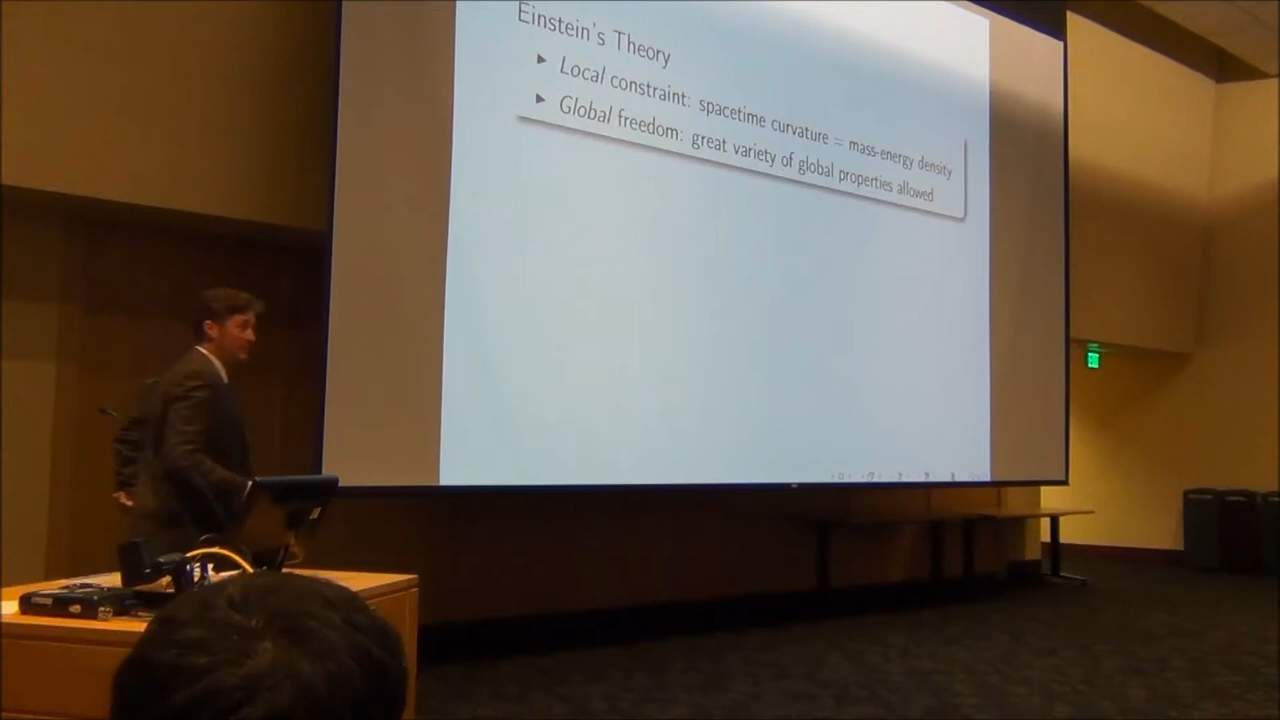 Einstein's Theory
▶ Local constraint: spacetime curvature = mass-energy density
▶ Global freedom: great variety of global properties allowed